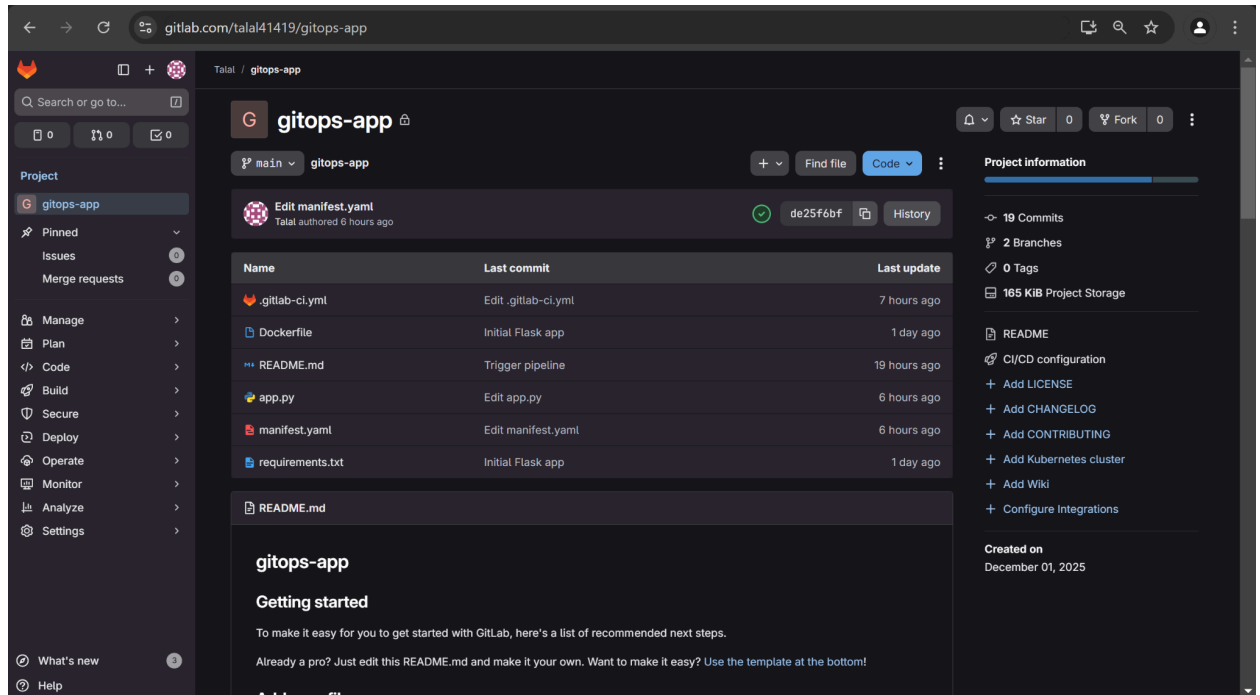 gitlab.com/talal41419/gitops-app
Talal / gitops-app
Search or go to... /
0 0 0
Project
G gitops-app
Pinned
Issues 0
Merge requests 0
Manage
Plan
Code
Build
Secure
Deploy
Operate
Monitor
Analyze
Settings
What's new 3
Help
G gitops-app
Star 0 Fork 0
main gitops-app
Find file Code
Edit manifest.yaml
Talal authored 6 hours ago
de25f6bf History
Name Last commit Last update
.gitlab-ci.yml Edit .gitlab-ci.yml 7 hours ago
Dockerfile Initial Flask app 1 day ago
README.md Trigger pipeline 19 hours ago
app.py Edit app.py 6 hours ago
manifest.yaml Edit manifest.yaml 6 hours ago
requirements.txt Initial Flask app 1 day ago
README.md
gitops-app
Getting started
To make it easy for you to get started with GitLab, here's a list of recommended next steps.
Already a pro? Just edit this README.md and make it your own. Want to make it easy? Use the template at the bottom!
Project information
19 Commits
2 Branches
0 Tags
165 KiB Project Storage
README
CI/CD configuration
+ Add LICENSE
+ Add CHANGELOG
+ Add CONTRIBUTING
+ Add Kubernetes cluster
+ Add Wiki
+ Configure Integrations
Created on
December 01, 2025